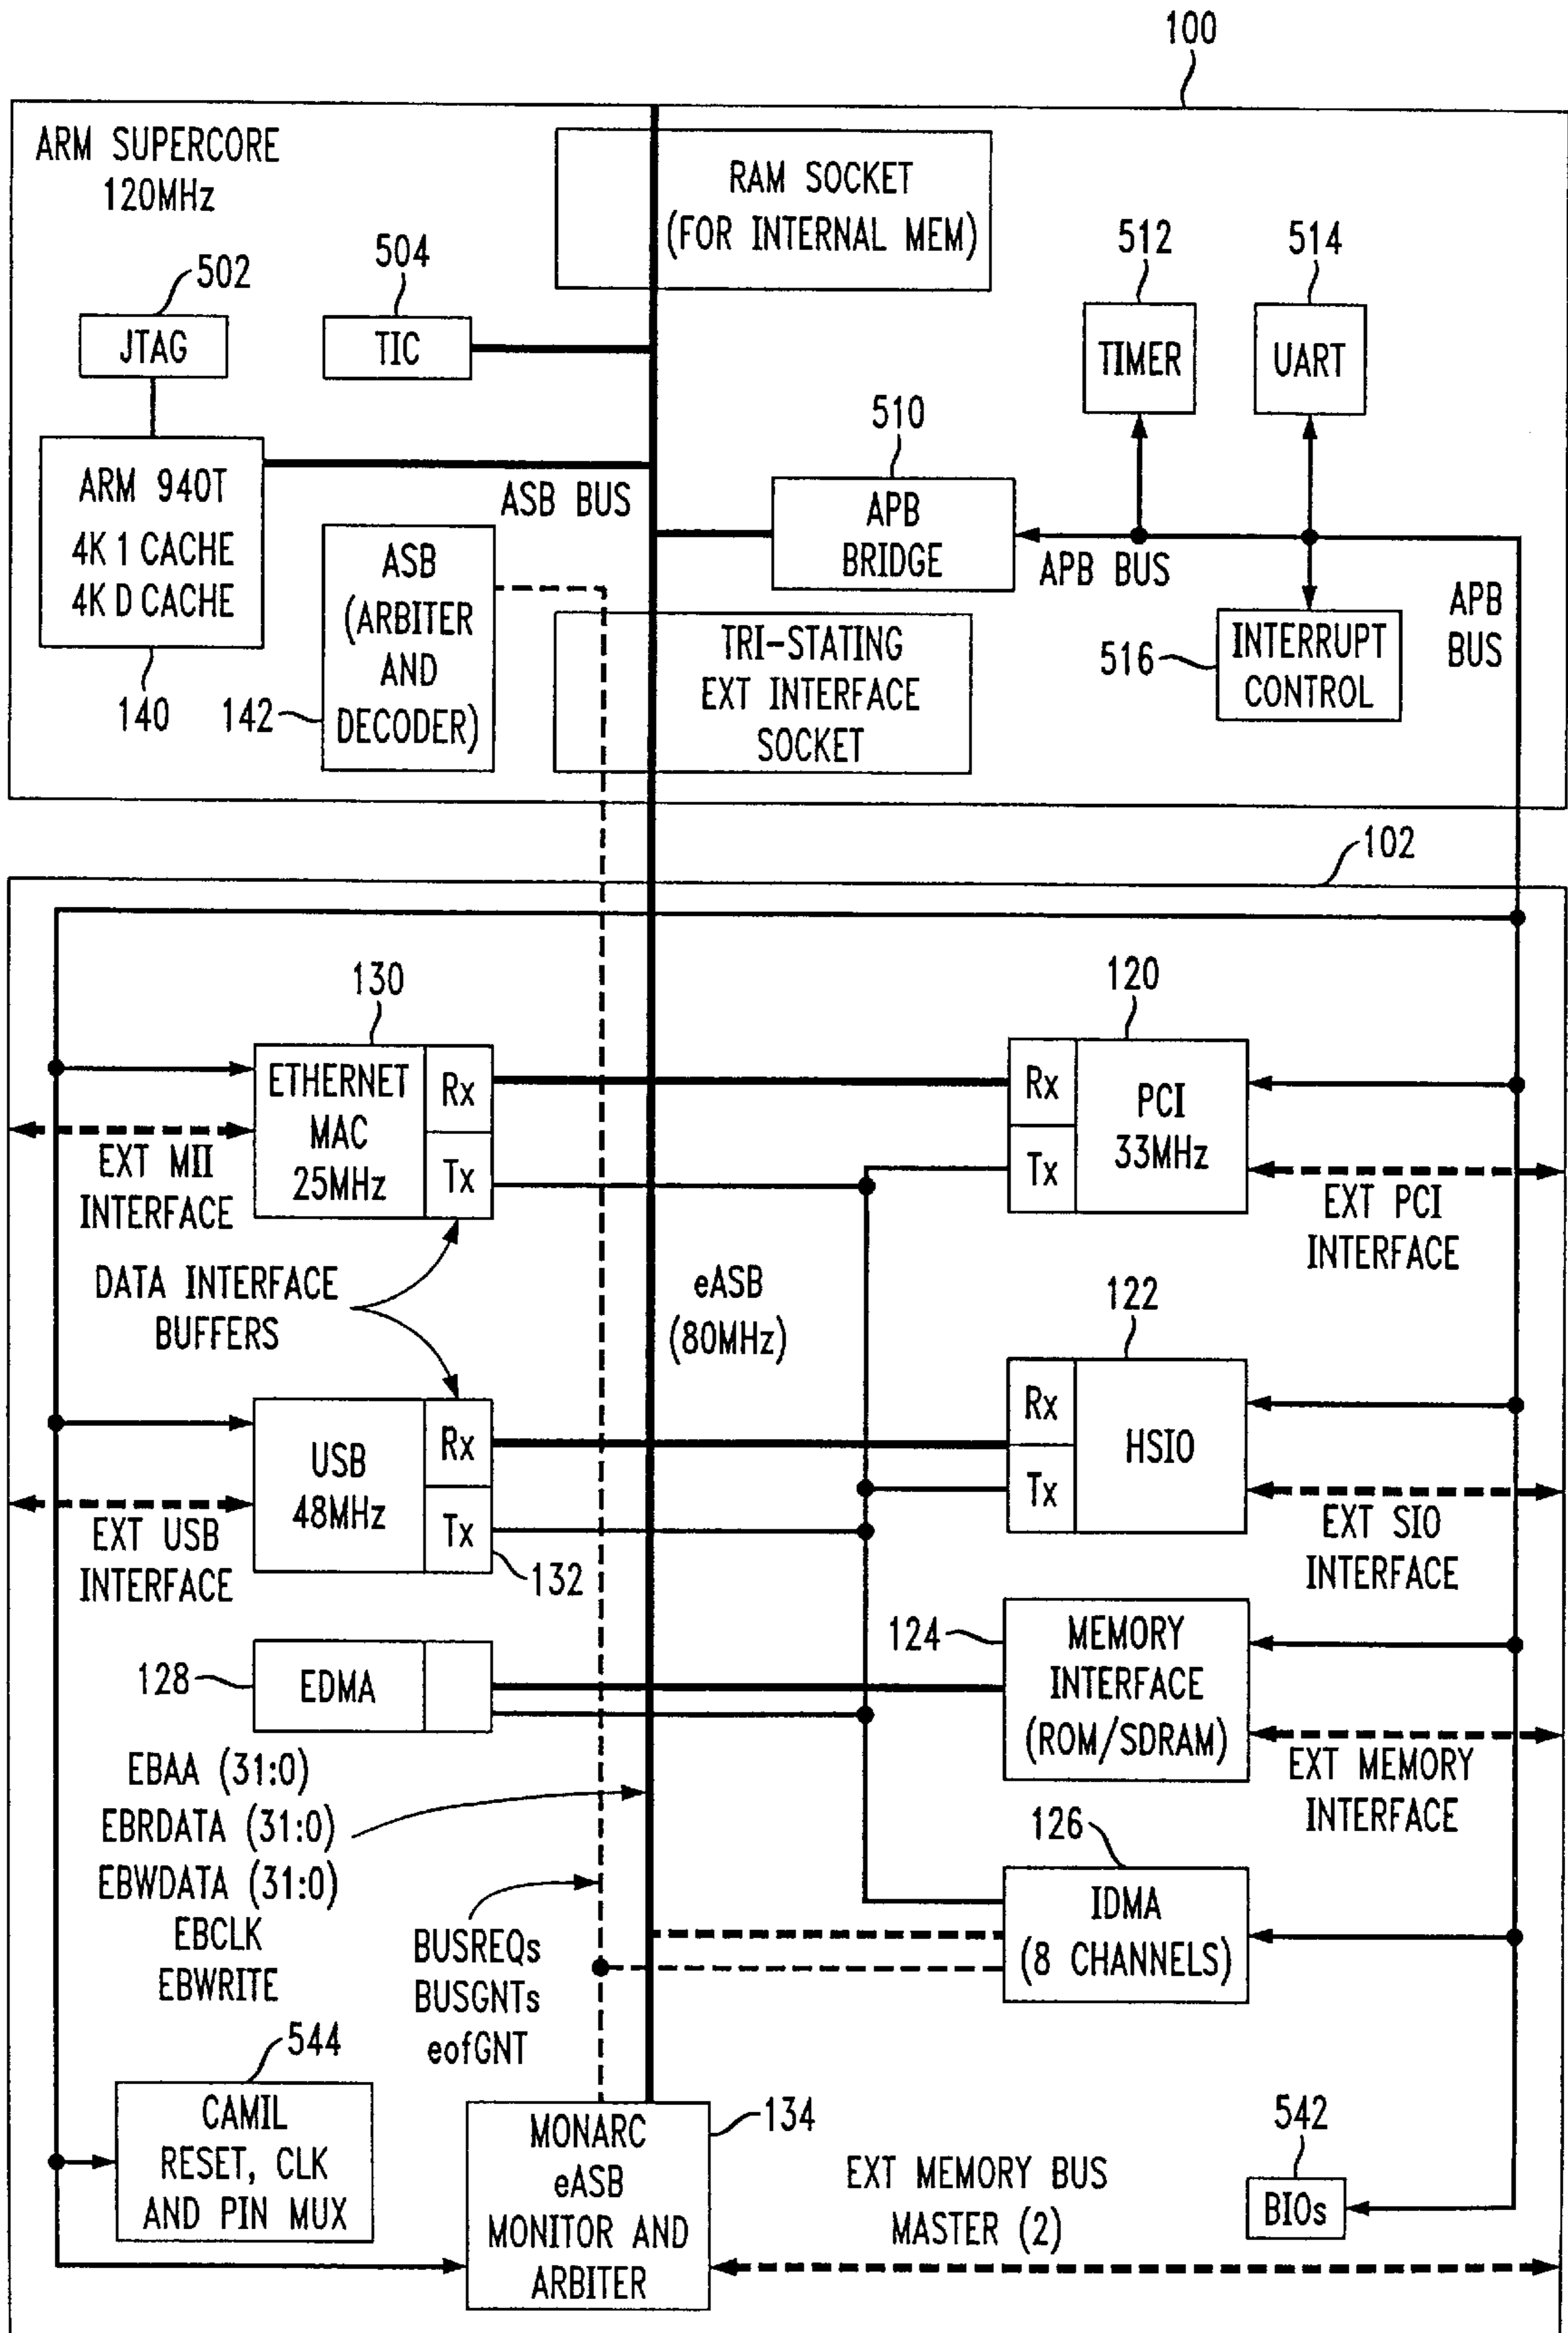 100
ARM SUPERCORE
120MHz
RAM SOCKET
(FOR INTERNAL MEM)
502
504
512
514
JTAG
TIC
TIMER
UART
510
ARM 940T
4K 1 CACHE
4K D CACHE
ASB BUS
ASB
(ARBITER
AND
DECODER)
APB
BRIDGE
APB BUS
APB
BUS
140
142
TRI-STATING
EXT INTERFACE
SOCKET
516
INTERRUPT
CONTROL
102
130
120
ETHERNET
MAC
25MHz
Rx
Tx
Rx
Tx
PCI
33MHz
EXT MII
INTERFACE
EXT PCI
INTERFACE
DATA INTERFACE
BUFFERS
eASB
(80MHz)
122
USB
48MHz
Rx
Tx
Rx
Tx
HSIO
EXT USB
INTERFACE
132
EXT SIO
INTERFACE
128
EDMA
124
MEMORY
INTERFACE
(ROM/SDRAM)
EXT MEMORY
INTERFACE
EBAA (31:0)
EBRDATA (31:0)
EBWDATA (31:0)
EBCLK
EBWRITE
126
IDMA
(8 CHANNELS)
BUSREQs
BUSGNTs
eofGNT
544
CAMIL
RESET, CLK
AND PIN MUX
MONARC
eASB
MONITOR AND
ARBITER
134
EXT MEMORY BUS
MASTER (2)
542
BIOs